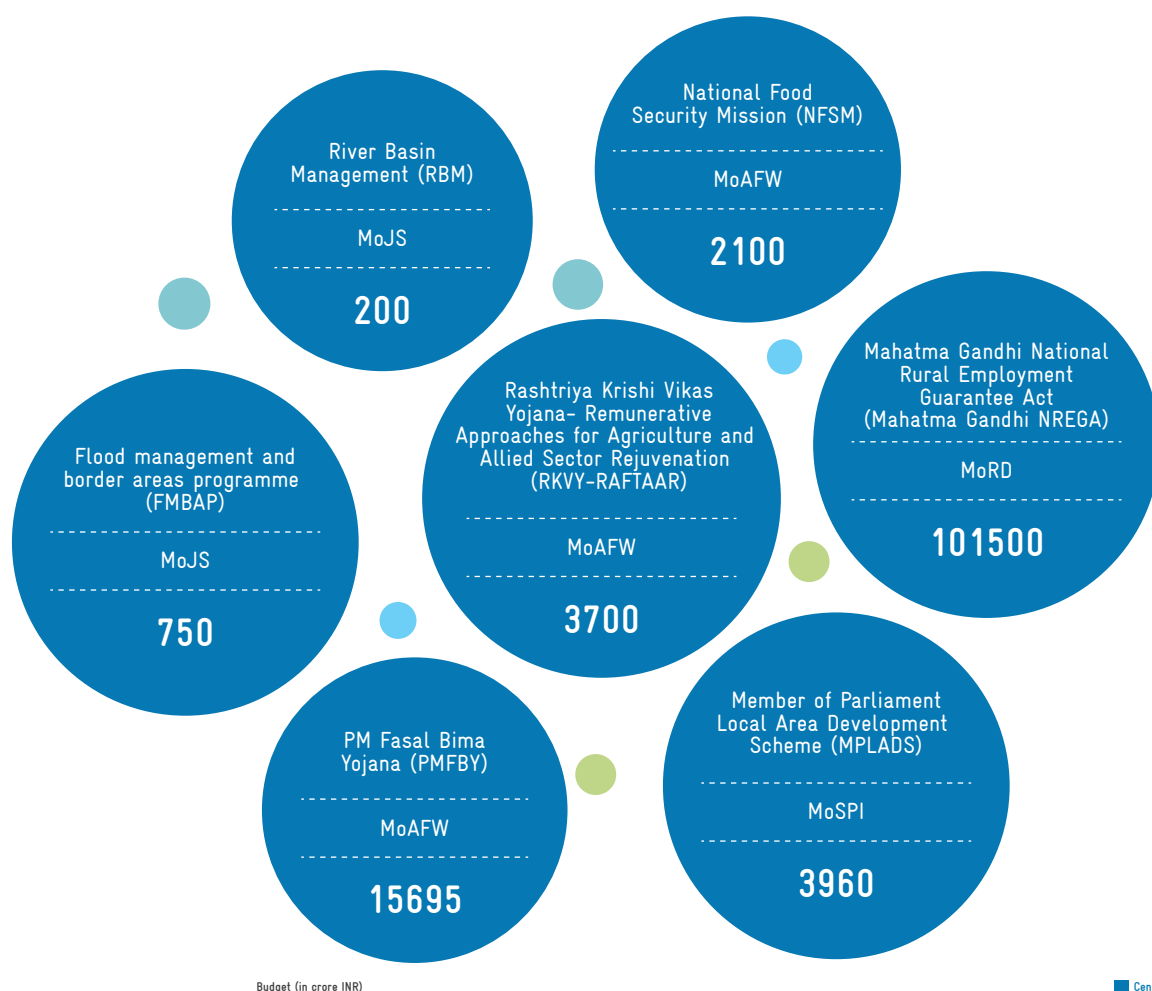 National Food
Security Mission (NFSM)
MoAFW
2100
River Basin
Management (RBM)
MoJS
200
Mahatma Gandhi National
Rural Employment
Guarantee Act
(Mahatma Gandhi NREGA)
MoRD
101500
Rashtriya Krishi Vikas
Yojana- Remunerative
Approaches for Agriculture and
Allied Sector Rejuvenation
(RKVY-RAFTAAR)
MoAFW
3700
Flood management and
border areas programme
(FMBAP)
MoJS
750
Member of Parliament
Local Area Development
Scheme (MPLADS)
MoSPI
3960
PM Fasal Bima
Yojana (PMFBY)
MoAFW
15695
Budget (in crore INR)
Cen